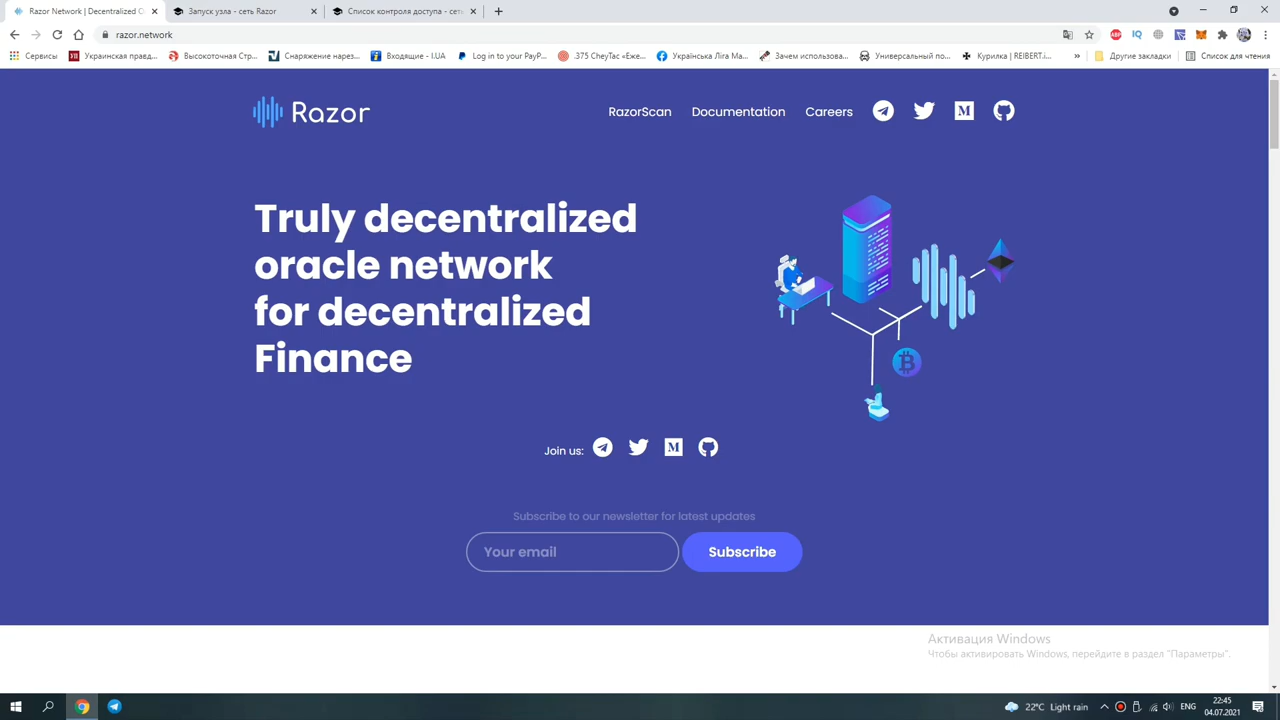 Razor Network | Decentralized O
Запуск узла - сеть Razor
Список контроля доступа - сеть
razor.network
ABP
IQ
Сервисы
Украинская правд...
Высокоточная Стр...
Снаряжение нарез...
Входящие - I.UA
Log in to your PayP...
.375 CheyTac «Еже...
Українська Ліга Ма...
Зачем использова...
Универсальный по...
Курилка | REIBERT.i...
»
Другие закладки
Список для чтения
Razor
RazorScan
Documentation
Careers
M
Truly decentralized
oracle network
for decentralized
Finance
Join us:
M
Subscribe to our newsletter for latest updates
Your email
Subscribe
Активация Windows
Чтобы активировать Windows, перейдите в раздел "Параметры".
22°C Light rain
ENG
22:45
04.07.2021